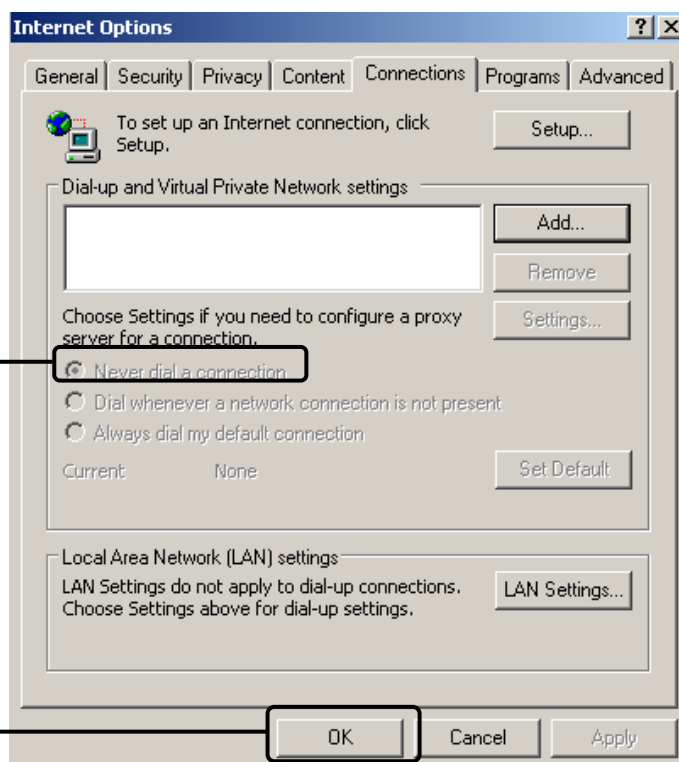 Internet Options
General Security Privacy Content Connections Programs Advanced
To set up an Internet connection, click
Setup.
Setup...
Dial-up and Virtual Private Network settings
Add...
Remove
Choose Settings if you need to configure a proxy
server for a connection.
Settings...
Never dial a connection
Dial whenever a network connection is not present
Always dial my default connection
Current None Set Default
Local Area Network (LAN) settings
LAN Settings do not apply to dial-up connections.
Choose Settings above for dial-up settings.
LAN Settings...
OK Cancel Apply